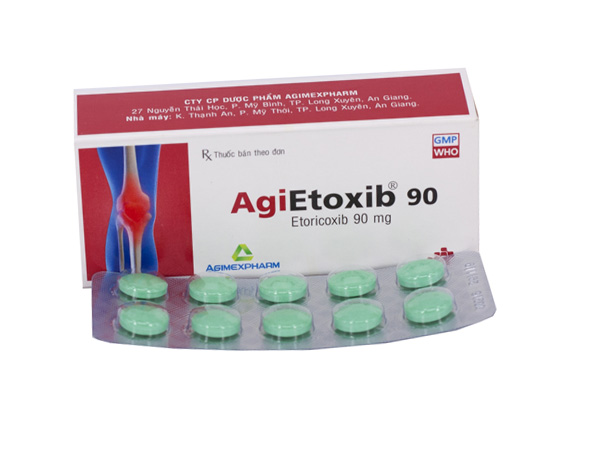 CTY CP DƯỢC PHẨM AGIMEXPHARM
27 Nguyễn Thái Học, P. Mỹ Bình, TP. Long Xuyên, An Giang.
Nhà máy: K. Thạnh An, P. Mỹ Thới, TP. Long Xuyên, An Giang.
GMP
WHO
Rx Thuốc bán theo đơn
AgiEtoxib® 90
Etoricoxib 90 mg
AGIMEXPHARM